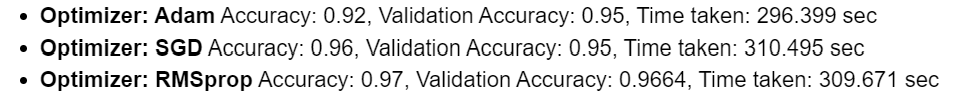 • Optimizer: Adam Accuracy: 0.92, Validation Accuracy: 0.95, Time taken: 296.399 sec
• Optimizer: SGD Accuracy: 0.96, Validation Accuracy: 0.95, Time taken: 310.495 sec
• Optimizer: RMSprop Accuracy: 0.97, Validation Accuracy: 0.9664, Time taken: 309.671 sec